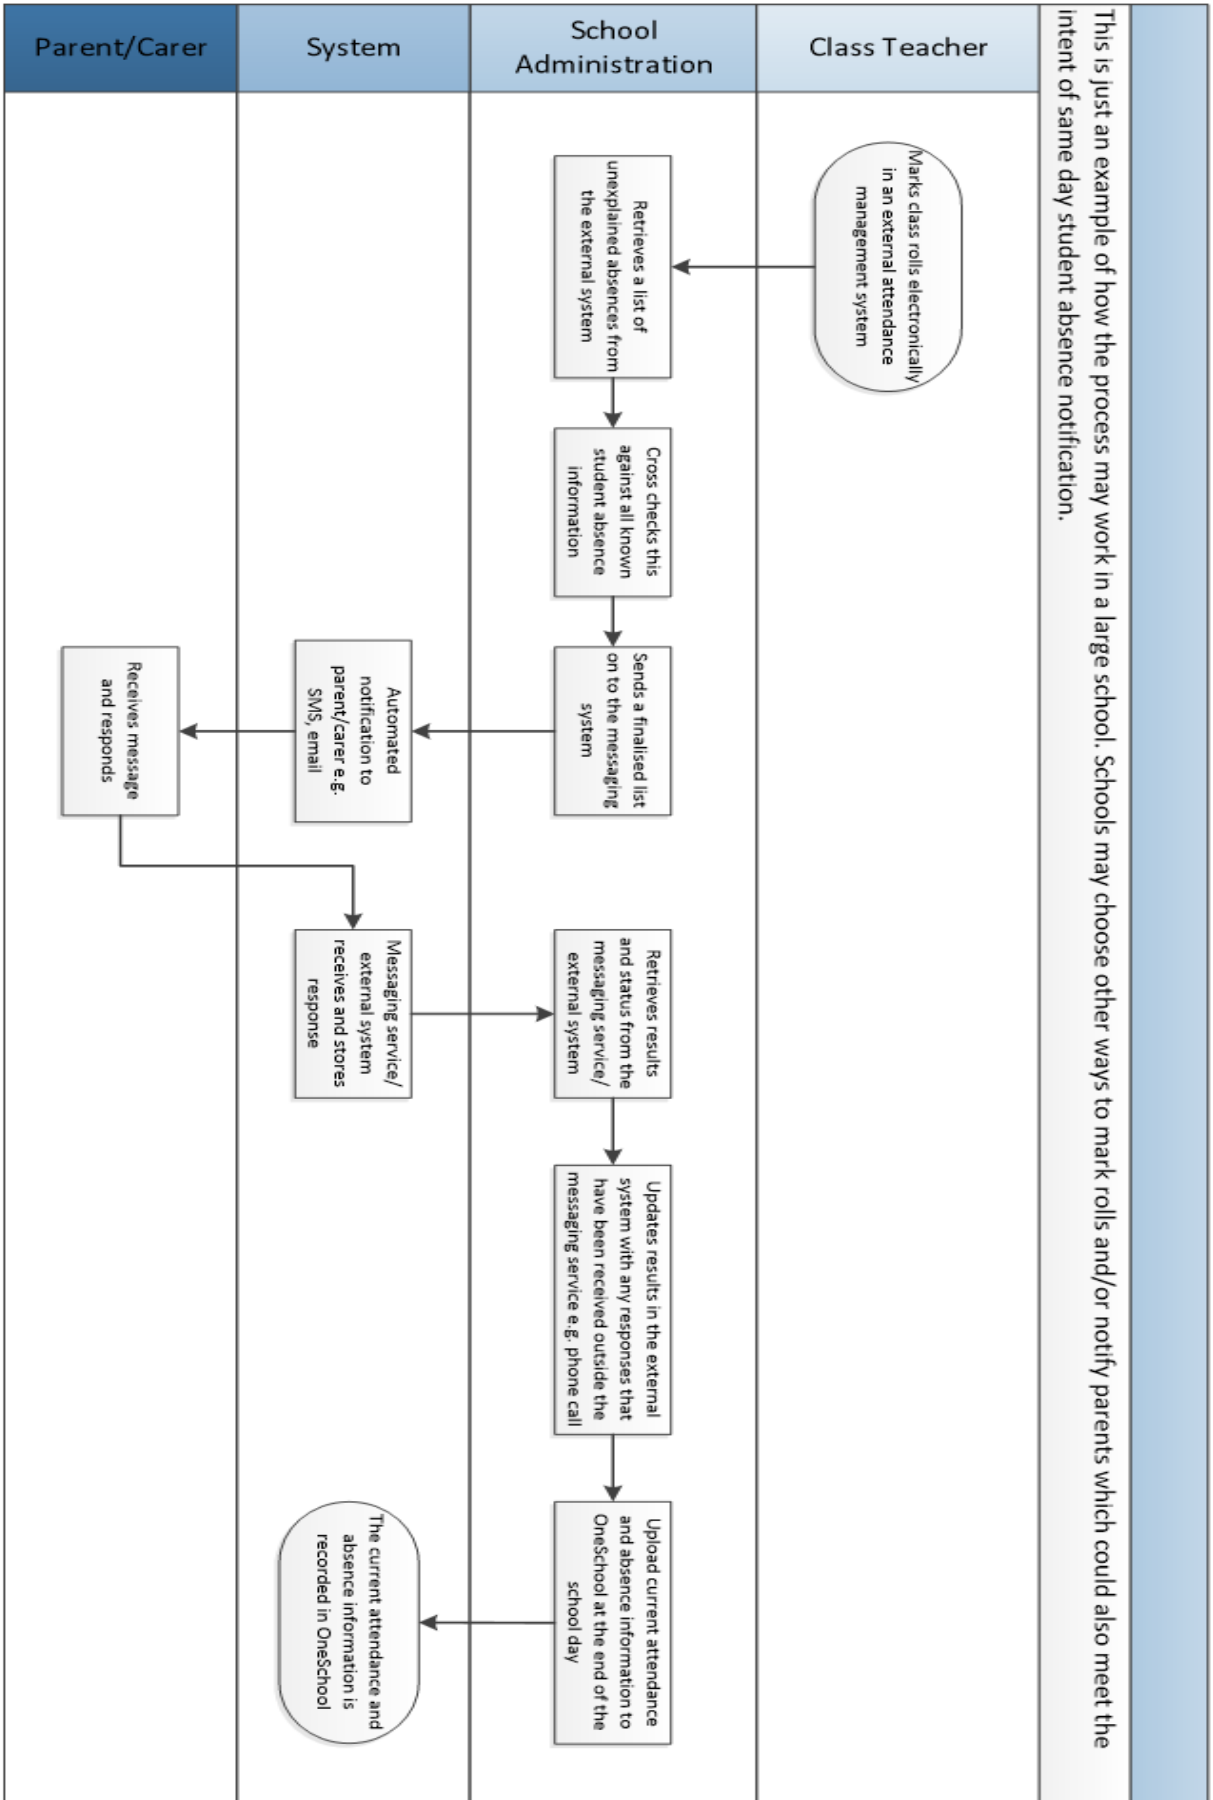 This is just an example of how the process may work in a large school. Schools may choose other ways to mark rolls and/or notify parents which could also meet the
intent of same day student absence notification.
Class Teacher
Marks class rolls electronically
in an external attendance
management system
School
Administration
Retrieves a list of
unexplained absences from
the external system
Cross checks this
against all known
student absence
information
Sends a finalised list
on to the messaging
system
Retrieves results
and status from the
messaging service/
external system
Updates results in the external
system with any responses that
have been received outside the
messaging service e.g. phone call
Upload current attendance
and absence information to
OneSchool at the end of the
school day
System
Automated
notification to
parent/carer e.g.
SMS, email
Messaging service/
external system
receives and stores
response
The current attendance and
absence information is
recorded in OneSchool
Parent/Carer
Receives message
and responds